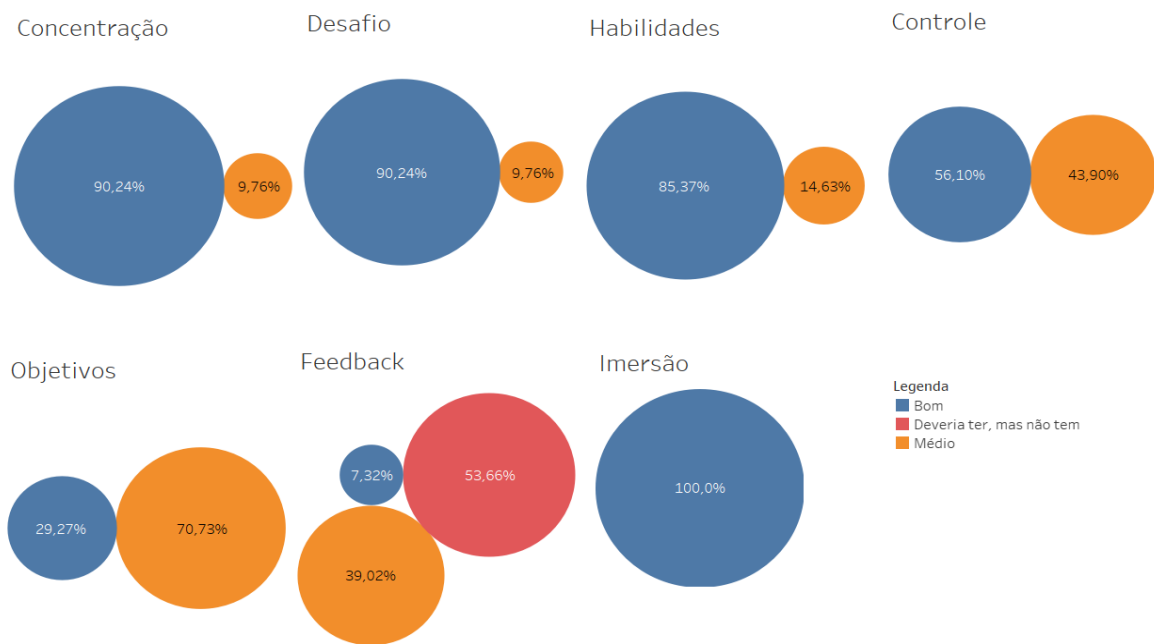 Concentração
Desafio
Habilidades
Controle
90,24%
9,76%
90,24%
9,76%
85,37%
14,63%
56,10%
43,90%
Objetivos
Feedback
Imersão
Legenda
Bom
Deveria ter, mas não tem
Médio
29,27%
70,73%
7,32%
53,66%
39,02%
100,0%